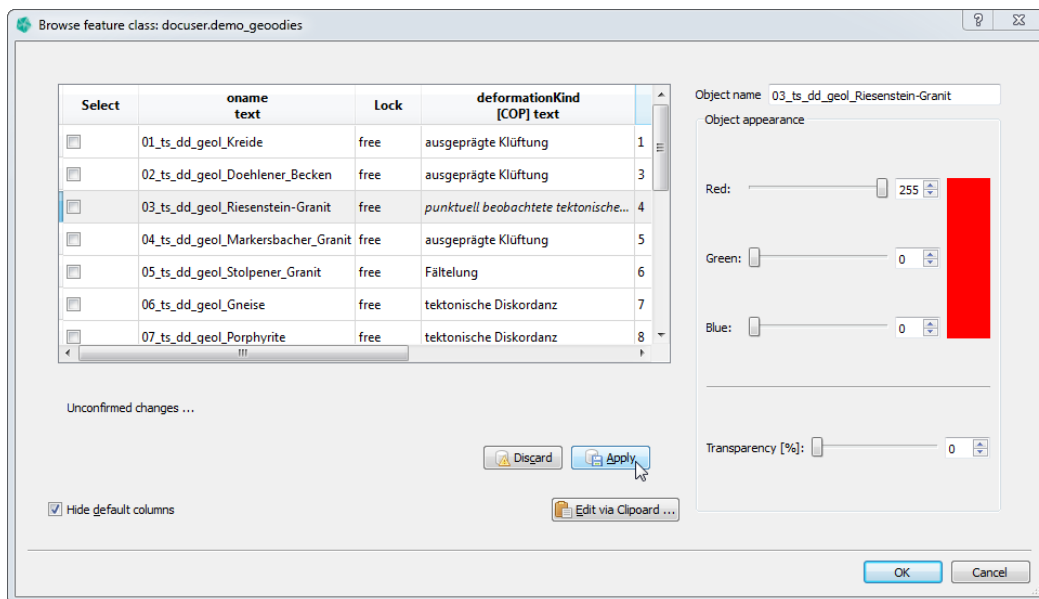 Browse feature class: docuser.demo_geoodies
Select oname text Lock deformationKind [COP] text
01_ts_dd_geol_Kreide free ausgeprägte Klüftung 1
02_ts_dd_geol_Doehlener_Becken free ausgeprägte Klüftung 3
03_ts_dd_geol_Riesenstein-Granit free punktuell beobachtete tektonische... 4
04_ts_dd_geol_Markersbacher_Granit free ausgeprägte Klüftung 5
05_ts_dd_geol_Stolpener_Granit free Fältelung 6
06_ts_dd_geol_Gneise free tektonische Diskordanz 7
07_ts_dd_geol_Porphyrite free tektonische Diskordanz 8
Unconfirmed changes ...
Discard Apply
Hide default columns
Edit via Clipoard ...
Object name 03_ts_dd_geol_Riesenstein-Granit
Object appearance
Red: 255
Green: 0
Blue: 0
Transparency [%]: 0
OK Cancel